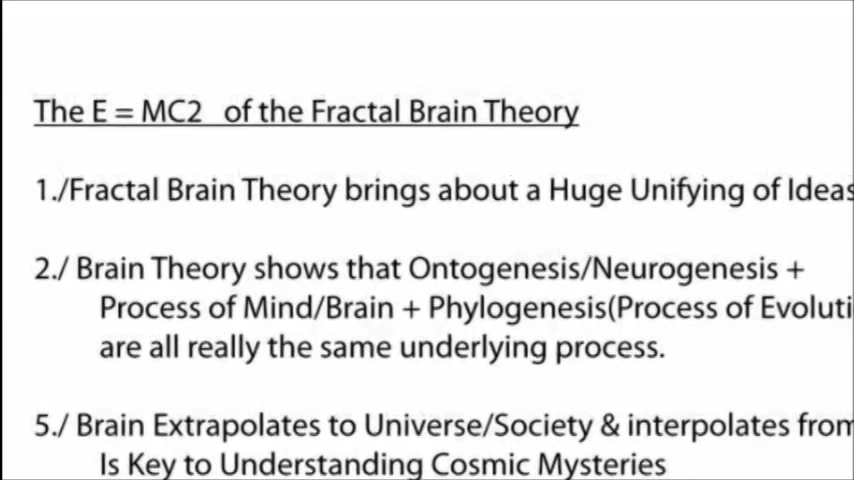 The E = MC2 of the Fractal Brain Theory
1./Fractal Brain Theory brings about a Huge Unifying of Ideas
2./ Brain Theory shows that Ontogenesis/Neurogenesis +
Process of Mind/Brain + Phylogenesis(Process of Evoluti
are all really the same underlying process.
5./ Brain Extrapolates to Universe/Society & interpolates from
Is Key to Understanding Cosmic Mysteries